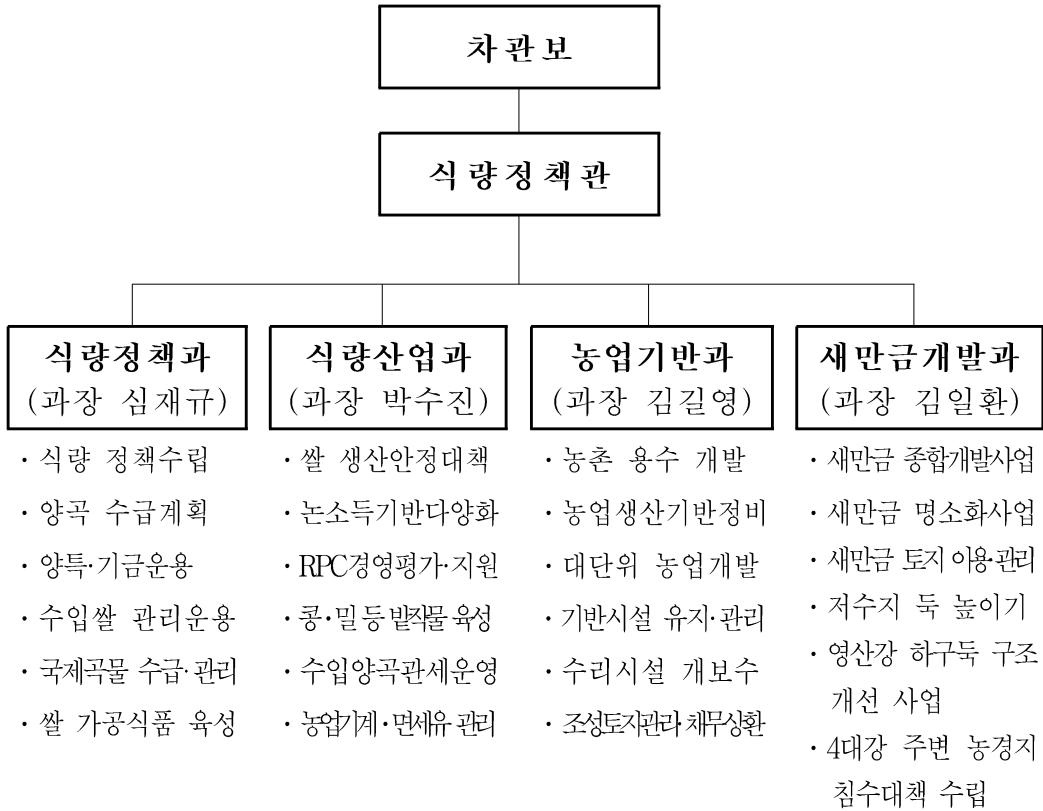 차관보
식량정책관
식량정책과
(과장 심재규)
· 식량 정책수립
· 양곡 수급계획
· 양특·기금운용
· 수입쌀 관리운용
· 국제곡물 수급·관리
· 쌀 가공식품 육성
식량산업과
(과장 박수진)
· 쌀 생산안정대책
· 논소득기반다양화
· RPC경영평가·지원
· 콩·밀 등 밭작물 육성
· 수입양곡관세운영
· 농업기계·면세유 관리
농업기반과
(과장 김길영)
· 농촌 용수 개발
· 농업생산기반정비
· 대단위 농업개발
· 기반시설 유지·관리
· 수리시설 개보수
· 조성토지관리·채무상환
새만금개발과
(과장 김일환)
· 새만금 종합개발사업
· 새만금 명소화사업
· 새만금 토지 이용·관리
· 저수지 둑 높이기
· 영산강 하구둑 구조
개선 사업
· 4대강 주변 농경지
침수대책 수립